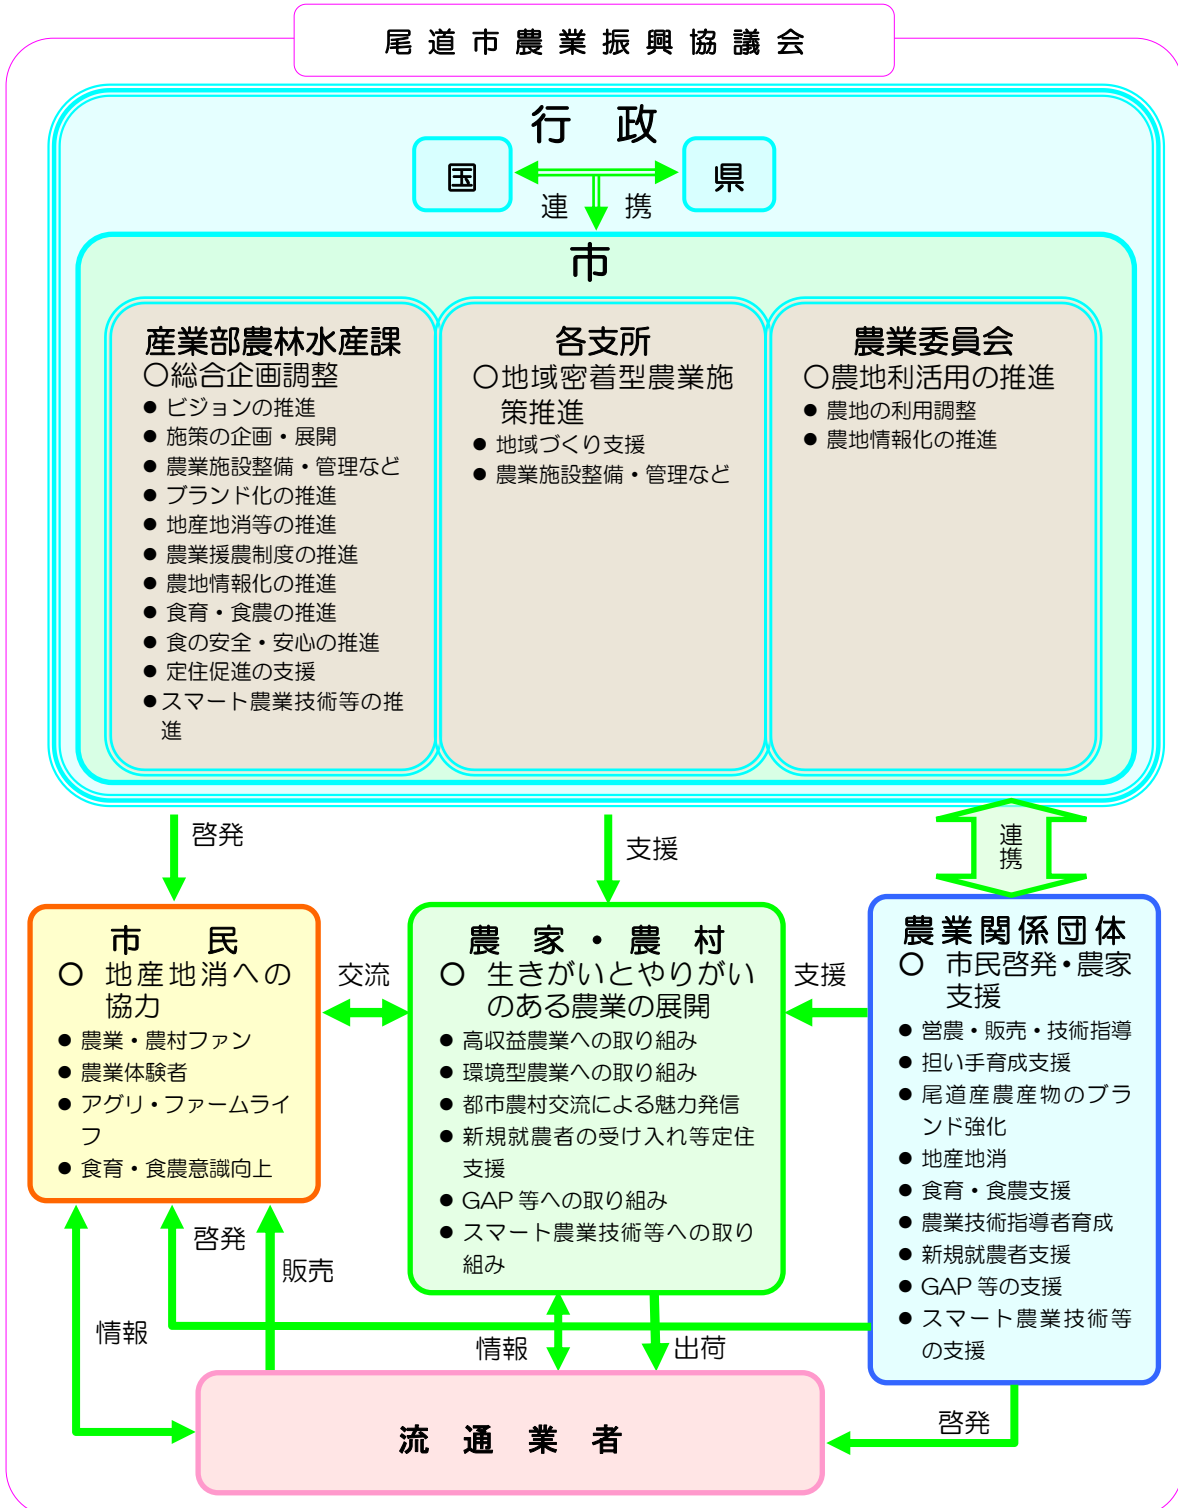 尾道市農業振興協議会
行 政
国
県
連 携
市
産業部農林水産課
〇総合企画調整
● ビジョンの推進
● 施策の企画・展開
● 農業施設整備・管理など
● ブランド化の推進
● 地産地消等の推進
● 農業援農制度の推進
● 農地情報化の推進
● 食育・食農の推進
● 食の安全・安心の推進
● 定住促進の支援
●スマート農業技術等の推
進
各支所
〇地域密着型農業施
策推進
● 地域づくり支援
● 農業施設整備・管理など
農業委員会
〇農地利活用の推進
● 農地の利用調整
● 農地情報化の推進
啓発
支援
連携
市 民
〇 地産地消への
協力
● 農業・農村ファン
● 農業体験者
● アグリ・ファームライ
フ
● 食育・食農意識向上
交流
農 家 ・ 農 村
〇 生きがいとやりがい
のある農業の展開
● 高収益農業への取り組み
● 環境型農業への取り組み
● 都市農村交流による魅力発信
● 新規就農者の受け入れ等定住
支援
● GAP 等への取り組み
● スマート農業技術等への取り
組み
支援
農業関係団体
〇 市民啓発・農家
支援
● 営農・販売・技術指導
● 担い手育成支援
● 尾道産農産物のブラ
ンド強化
● 地産地消
● 食育・食農支援
● 農業技術指導者育成
● 新規就農者支援
● GAP 等の支援
● スマート農業技術等
の支援
啓発
販売
情報
情報
出荷
啓発
流 通 業 者